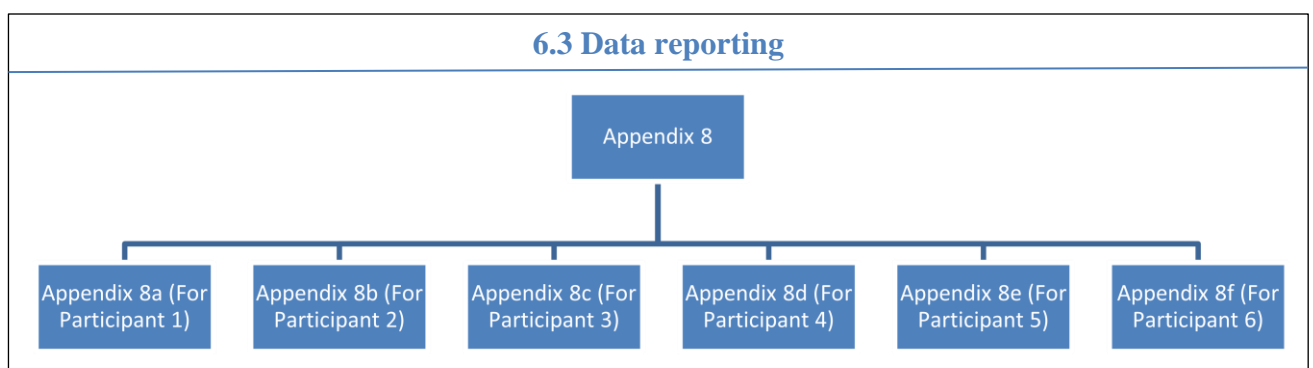 6.3 Data reporting
Appendix 8
Appendix 8a (For
Participant 1)
Appendix 8b (For
Participant 2)
Appendix 8c (For
Participant 3)
Appendix 8d (For
Participant 4)
Appendix 8e (For
Participant 5)
Appendix 8f (For
Participant 6)